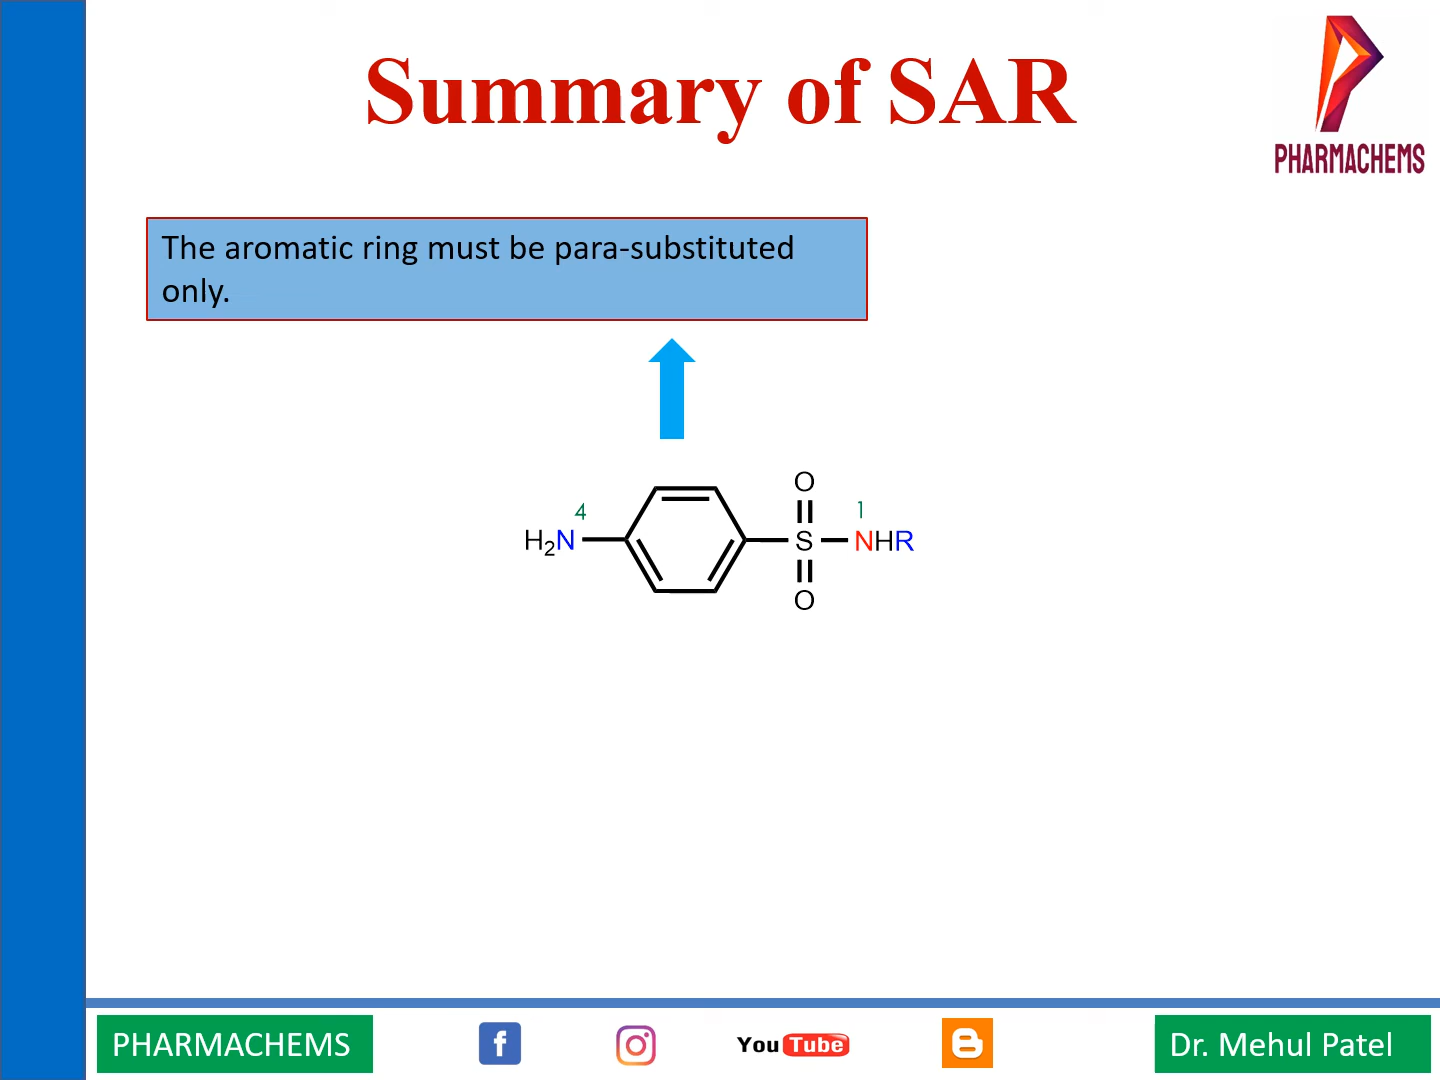 Summary of SAR
PHARMACHEMS
The aromatic ring must be para-substituted
only.
O
4
1
H2N
S
NHR
O
PHARMACHEMS
f
You Tube
Dr. Mehul Patel